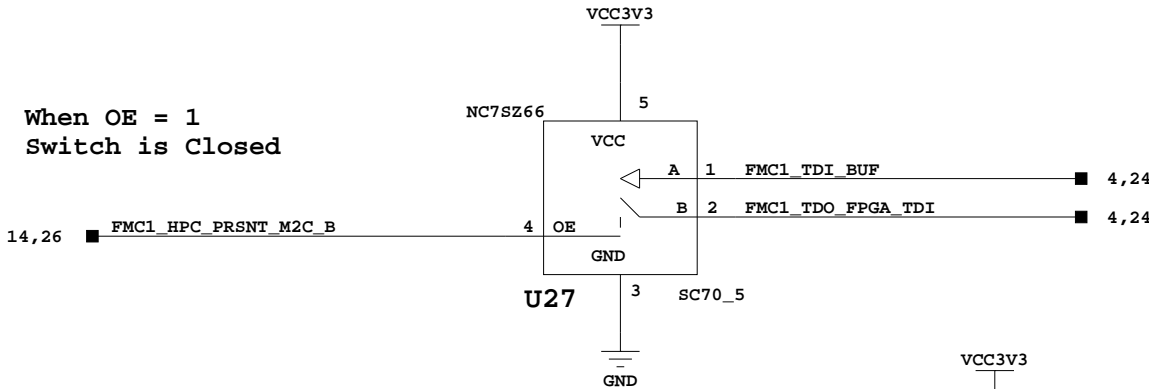 VCC3V3
NC7SZ66
5
When OE = 1
Switch is Closed
VCC
A 1 FMC1_TDI_BUF 4,24
B 2 FMC1_TDO_FPGA_TDI 4,24
14,26 FMC1_HPC_PRSNT_M2C_B 4 OE
GND
U27 3 SC70_5
GND
VCC3V3